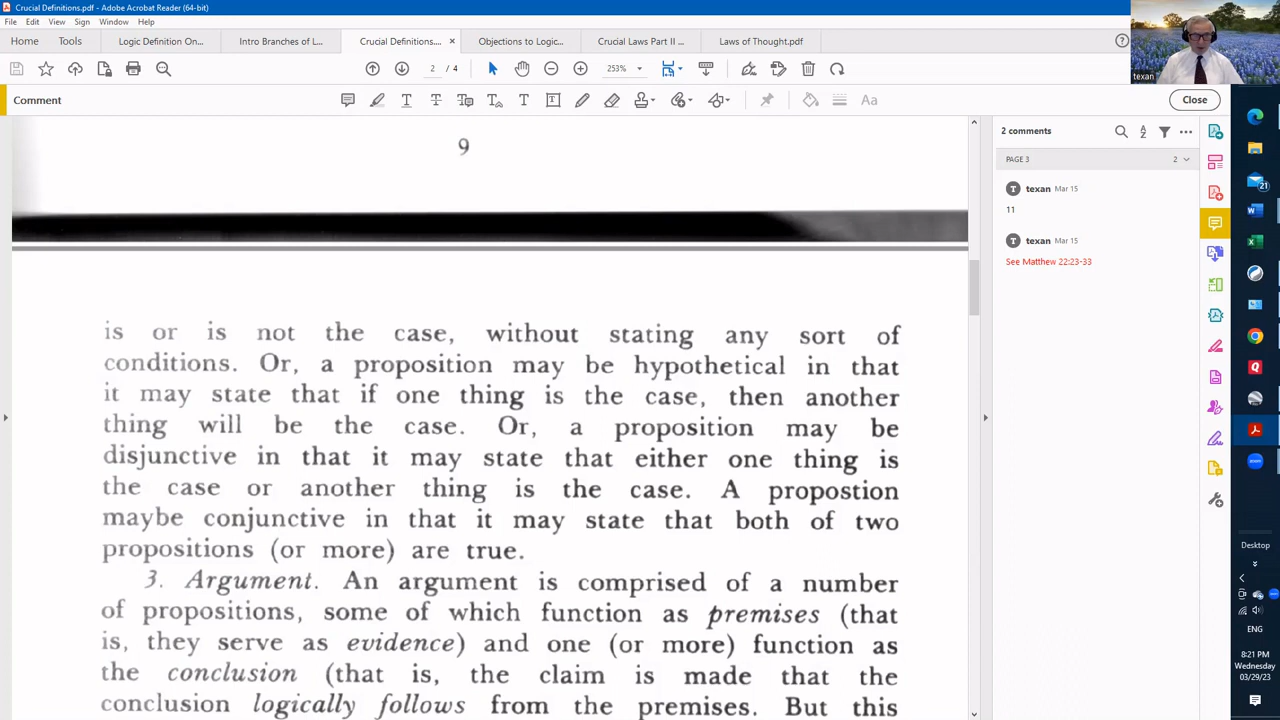 Crucial Definitions.pdf - Adobe Acrobat Reader (64-bit)
File Edit View Sign Window Help
Home Tools Logic Definition On... Intro Branches of L... Crucial Definitions.... × s to Logic... Crucial Laws Part II ... Laws of Thought.pdf
2 / 4 253%
texan
Comment
Close
9
is or is not the case, without stating any sort of
conditions. Or, a proposition may be hypothetical in that
it may state that if one thing is the case, then another
thing will be the case. Or, a proposition may be
disjunctive in that it may state that either one thing is
the case or another thing is the case. A propostion
maybe conjunctive in that it may state that both of two
propositions (or more) are true.
3. Argument. An argument is comprised of a number
of propositions, some of which function as premises (that
is, they serve as evidence) and one (or more) function as
the conclusion (that is, the claim is made that the
conclusion logically follows from the premises. But this
2 comments
PAGE 3 2
T texan Mar 15
11
T texan Mar 15
See Matthew 22:23-33
21
Desktop
ENG
8:21 PM
Wednesday
03/29/23